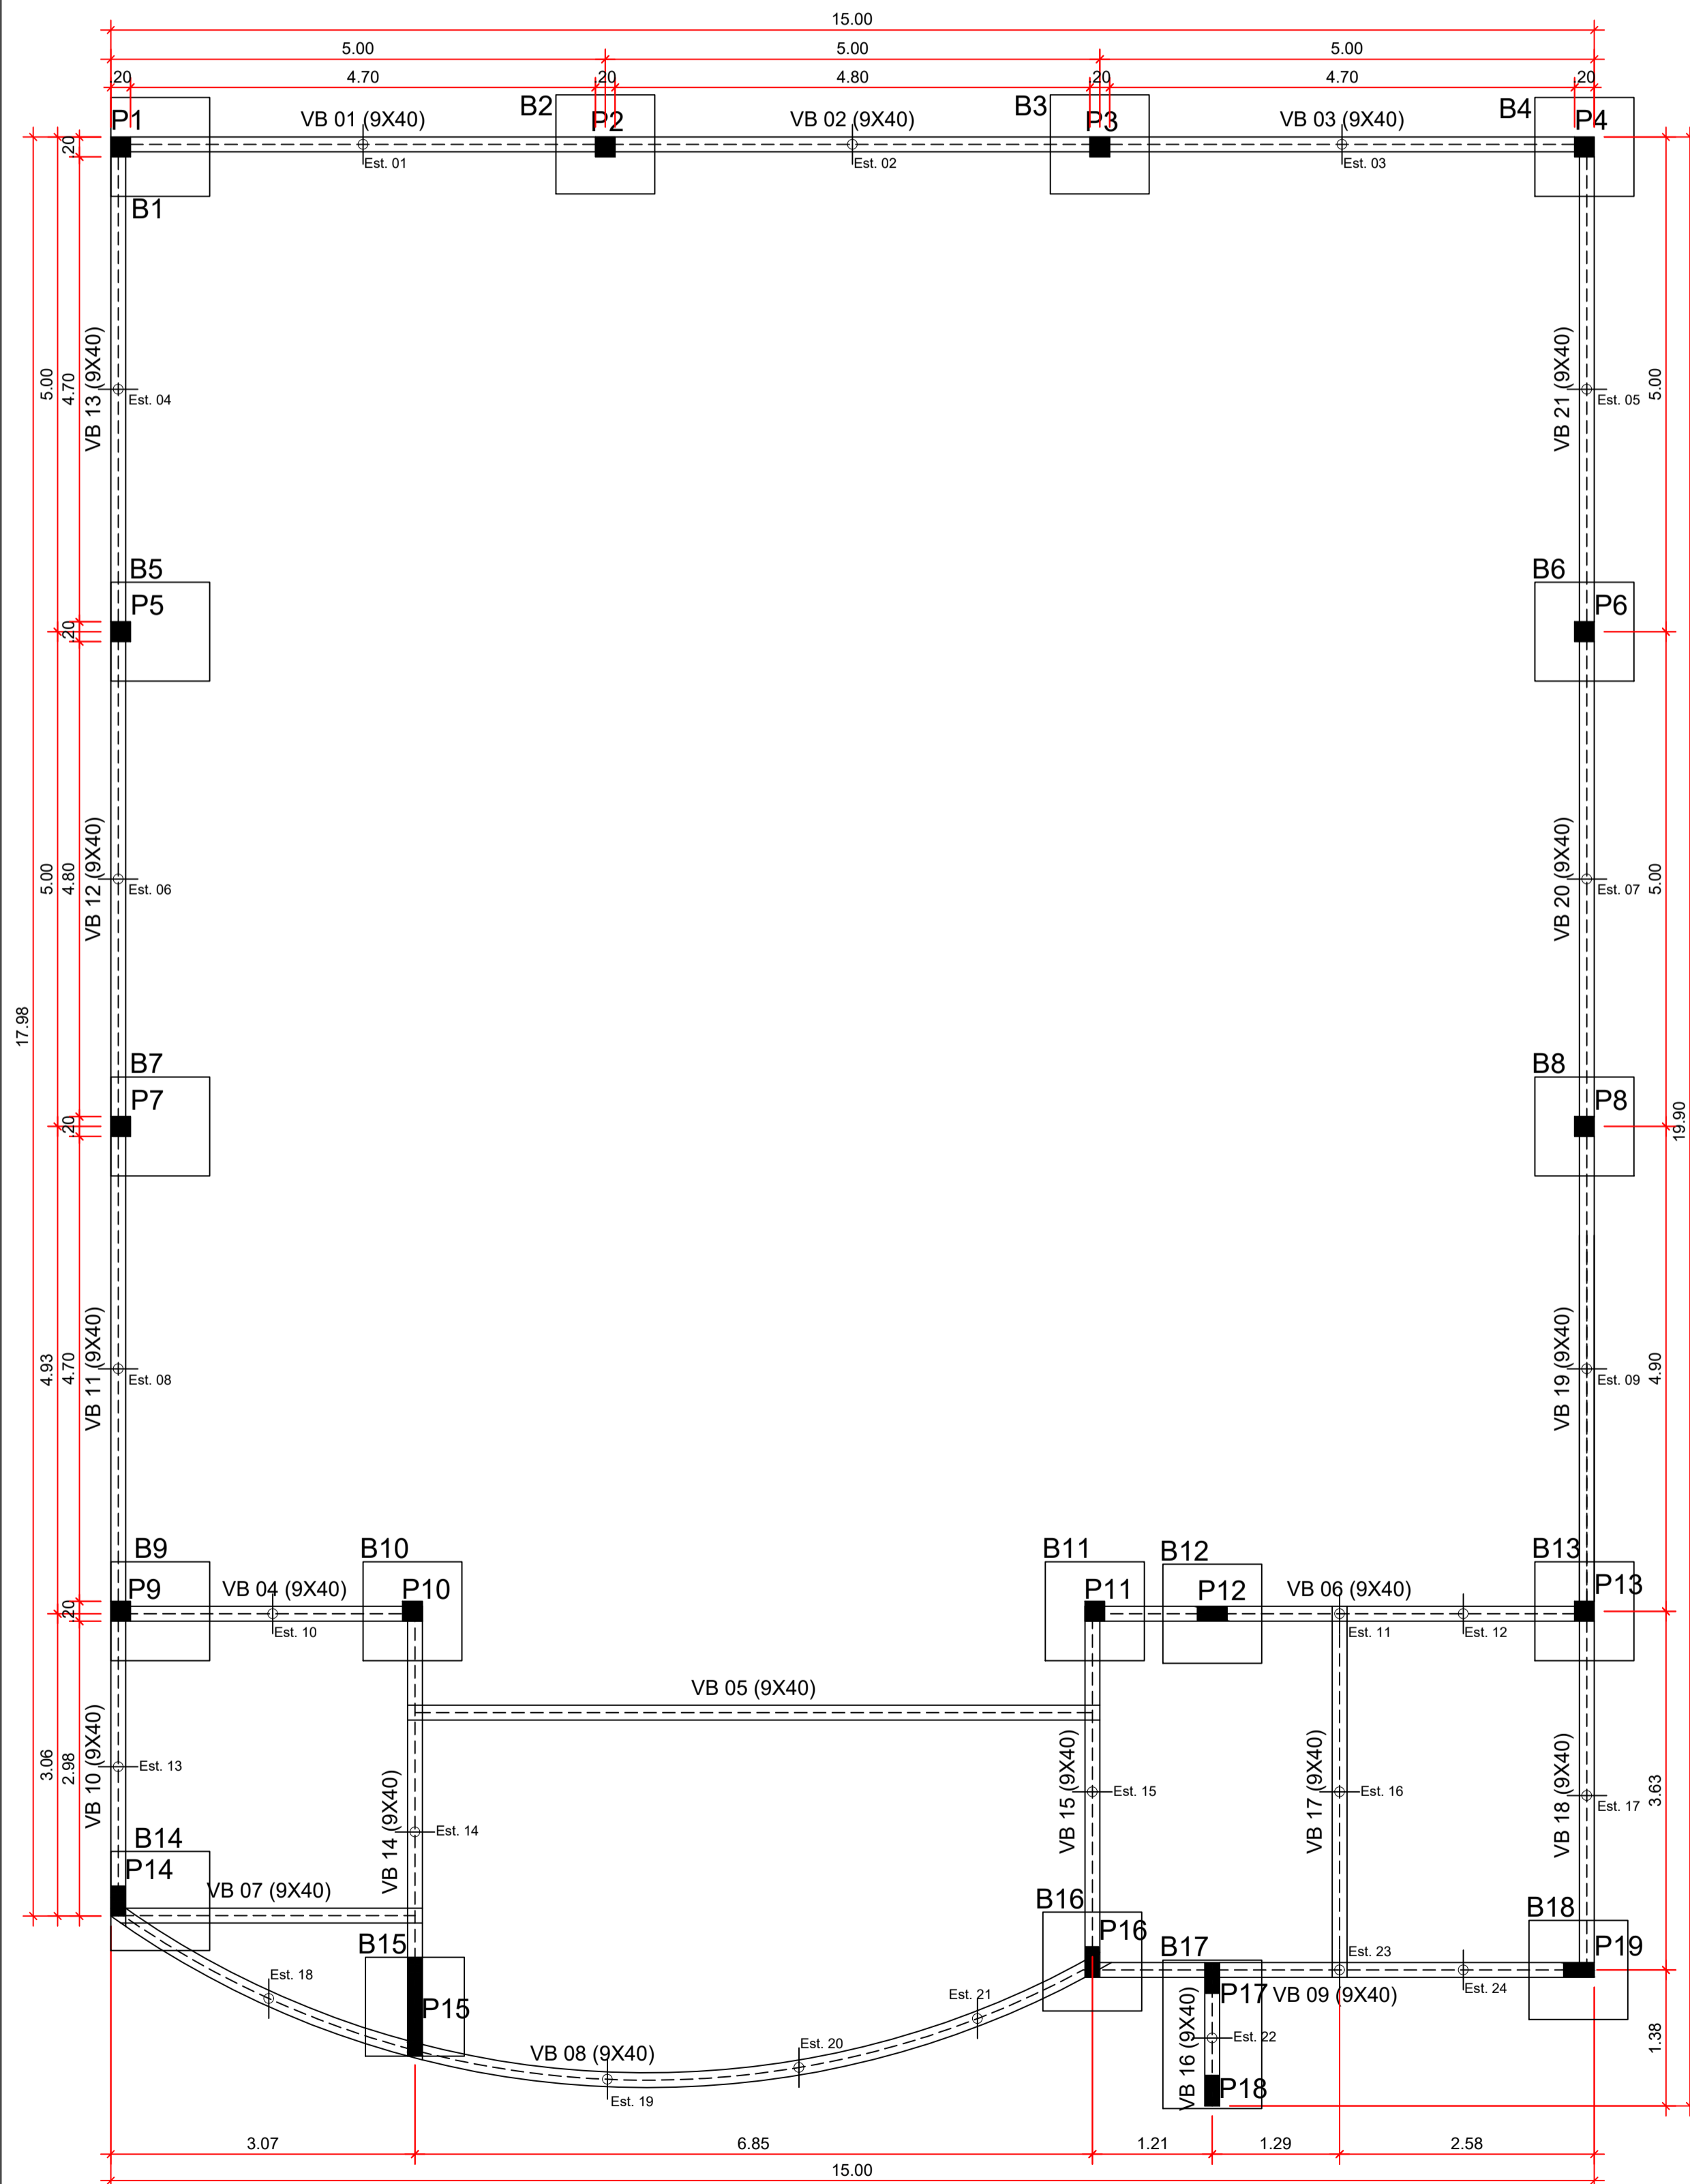 15.00
5.00 5.00 5.00
.20 4.70 .20 4.80 .20 4.70 .20
P1 VB 01 (9X40) B2 P2 VB 02 (9X40) B3 P3 VB 03 (9X40) B4 P4
.20
Est. 01 Est. 02 Est. 03
B1
5.00 4.70 VB 13 (9X40) Est. 04
VB 21 (9X40) Est. 05 5.00
B5 B6
P5 P6
.20
5.00 4.80 VB 12 (9X40) Est. 06
VB 20 (9X40) Est. 07 5.00
17.98
B7 B8
P7 P8
.20
19.90
4.93 4.70 VB 11 (9X40) Est. 08
VB 19 (9X40) Est. 09 4.90
B9 B10 B11 B12 B13
P9 VB 04 (9X40) P10 P11 P12 VB 06 (9X40) P13
.20
Est. 10 Est. 11 Est. 12
VB 05 (9X40)
3.06 2.98 VB 10 (9X40) Est. 13
VB 14 (9X40) Est. 14
VB 15 (9X40) Est. 15
VB 17 (9X40) Est. 16
VB 18 (9X40) Est. 17 3.63
B14
P14
VB 07 (9X40)
B16 B18
P16
B15 B17 P19
Est. 23
Est. 18 Est. 24
P15 Est. 21 P17 VB 09 (9X40)
VB 16 (9X40) Est. 22 1.38
Est. 20
VB 08 (9X40)
P18
Est. 19
3.07 6.85 1.21 1.29 2.58
15.00